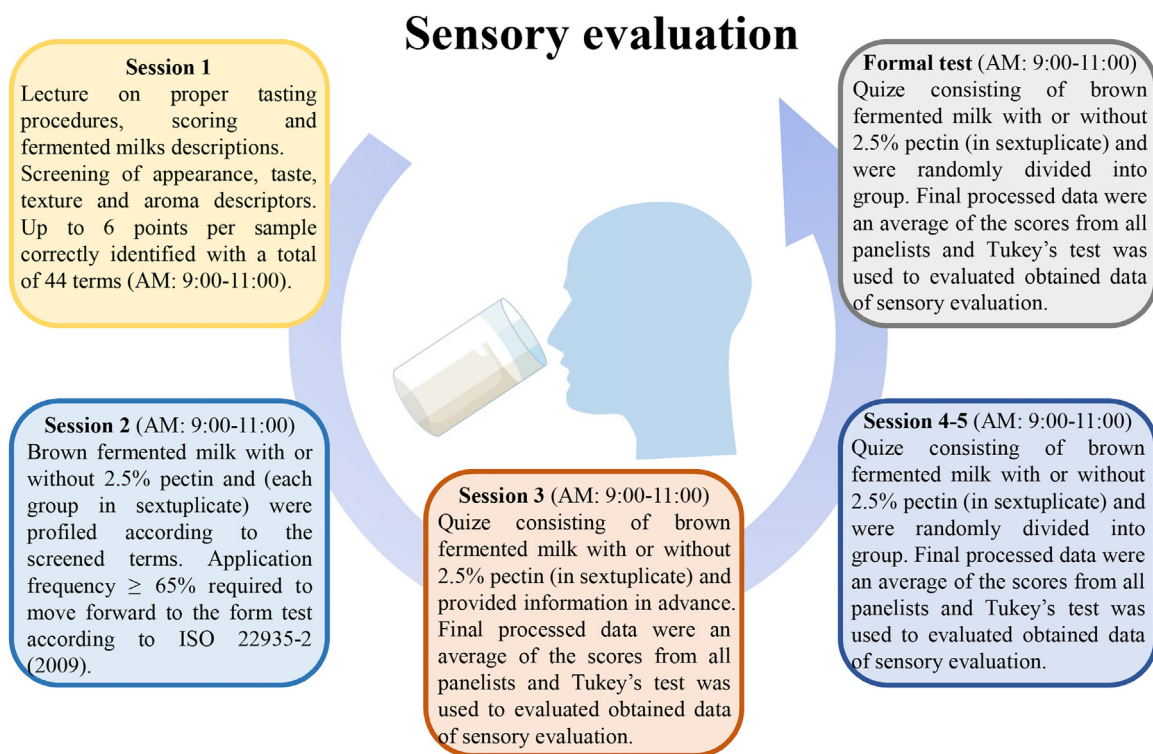 Sensory evaluation
Session 1
Lecture on proper tasting
procedures, scoring and
fermented milks descriptions.
Screening of appearance, taste,
texture and aroma descriptors.
Up to 6 points per sample
correctly identified with a total
of 44 terms (AM: 9:00-11:00).
Session 2 (AM: 9:00-11:00)
Brown fermented milk with or
without 2.5% pectin and (each
group in sextuplicate) were
profiled according to the
screened terms. Application
frequency ≥ 65% required to
move forward to the form test
according to ISO 22935-2
(2009).
Session 3 (AM: 9:00-11:00)
Quize consisting of brown
fermented milk with or without
2.5% pectin (in sextuplicate) and
provided information in advance.
Final processed data were an
average of the scores from all
panelists and Tukey's test was
used to evaluated obtained data
of sensory evaluation.
Session 4-5 (AM: 9:00-11:00)
Quize consisting of brown
fermented milk with or without
2.5% pectin (in sextuplicate) and
were randomly divided into
group. Final processed data were
an average of the scores from all
panelists and Tukey's test was
used to evaluated obtained data
of sensory evaluation.
Formal test (AM: 9:00-11:00)
Quize consisting of brown
fermented milk with or without
2.5% pectin (in sextuplicate) and
were randomly divided into
group. Final processed data were
an average of the scores from all
panelists and Tukey's test was
used to evaluated obtained data
of sensory evaluation.